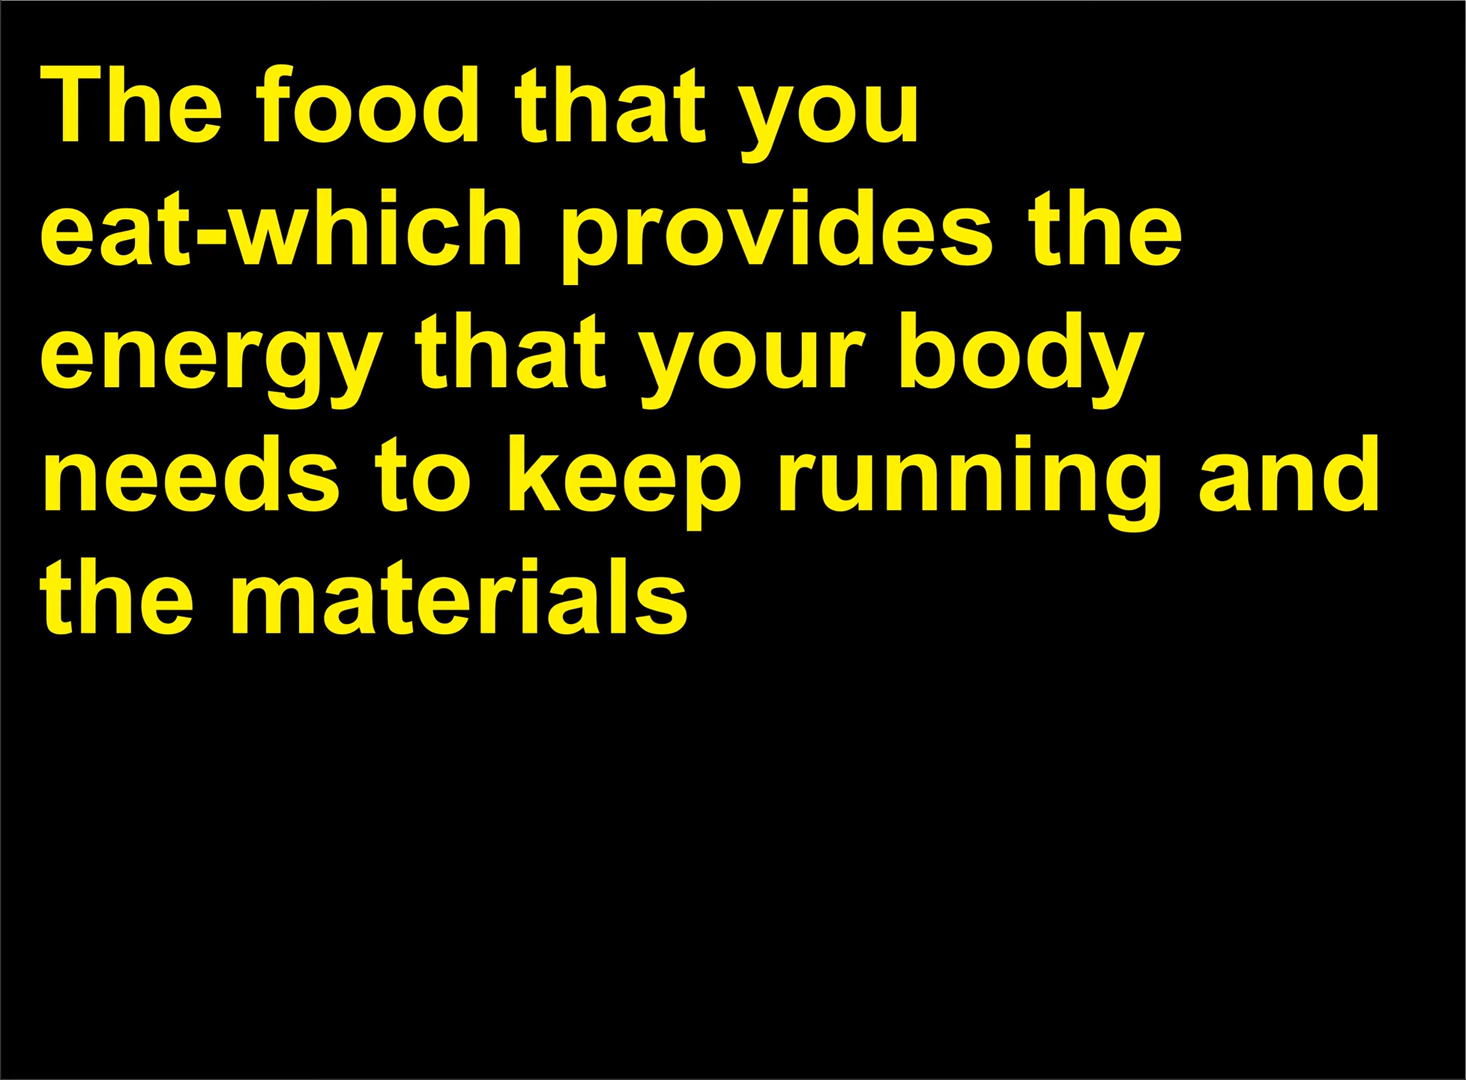 The food that you
eat-which provides the
energy that your body
needs to keep running and
the materials